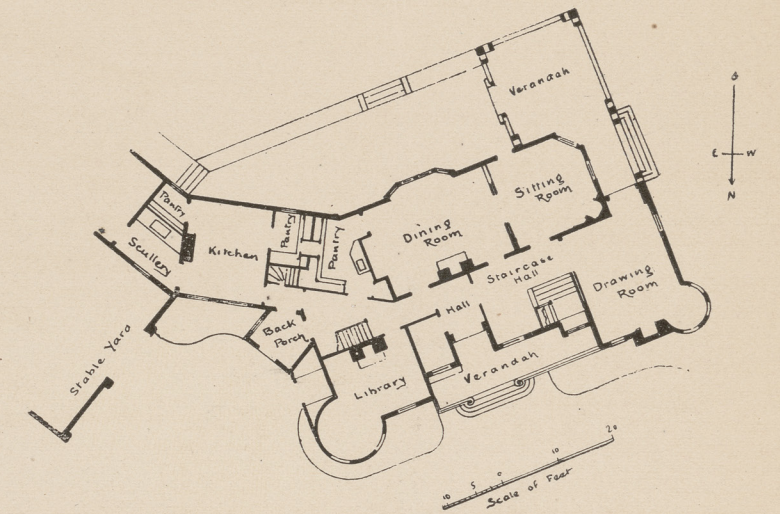 Verandah
S
E W
N
Sitting
Room
Pantry
Pantry
Pantry
Dining
Room
Kitchen
Scullery
Staircase
Hall
Drawing
Room
Hall
Back
Porch
Stable Yard
Verandah
Library
10 5 0 10 20
Scale of Feet